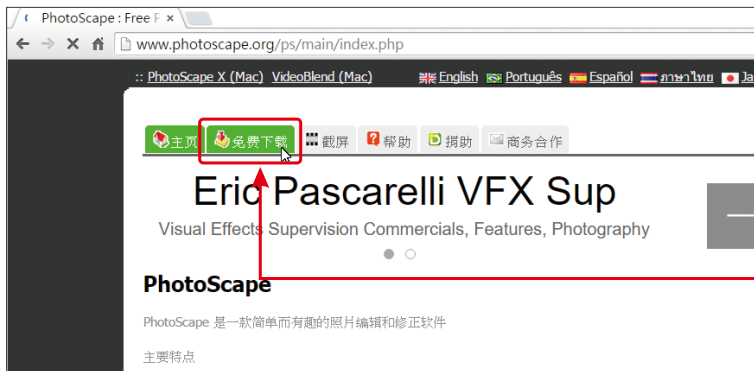 PhotoScape : Free P
www.photoscape.org/ps/main/index.php
:: PhotoScape X (Mac) VideoBlend (Mac) English Português Español ภาษาไทย Ja
主页 免费下载 截屏 帮助 捐助 商务合作
Eric Pascarelli VFX Sup
Visual Effects Supervision Commercials, Features, Photography
PhotoScape
PhotoScape 是一款简单而有趣的照片编辑和修正软件
主要特点